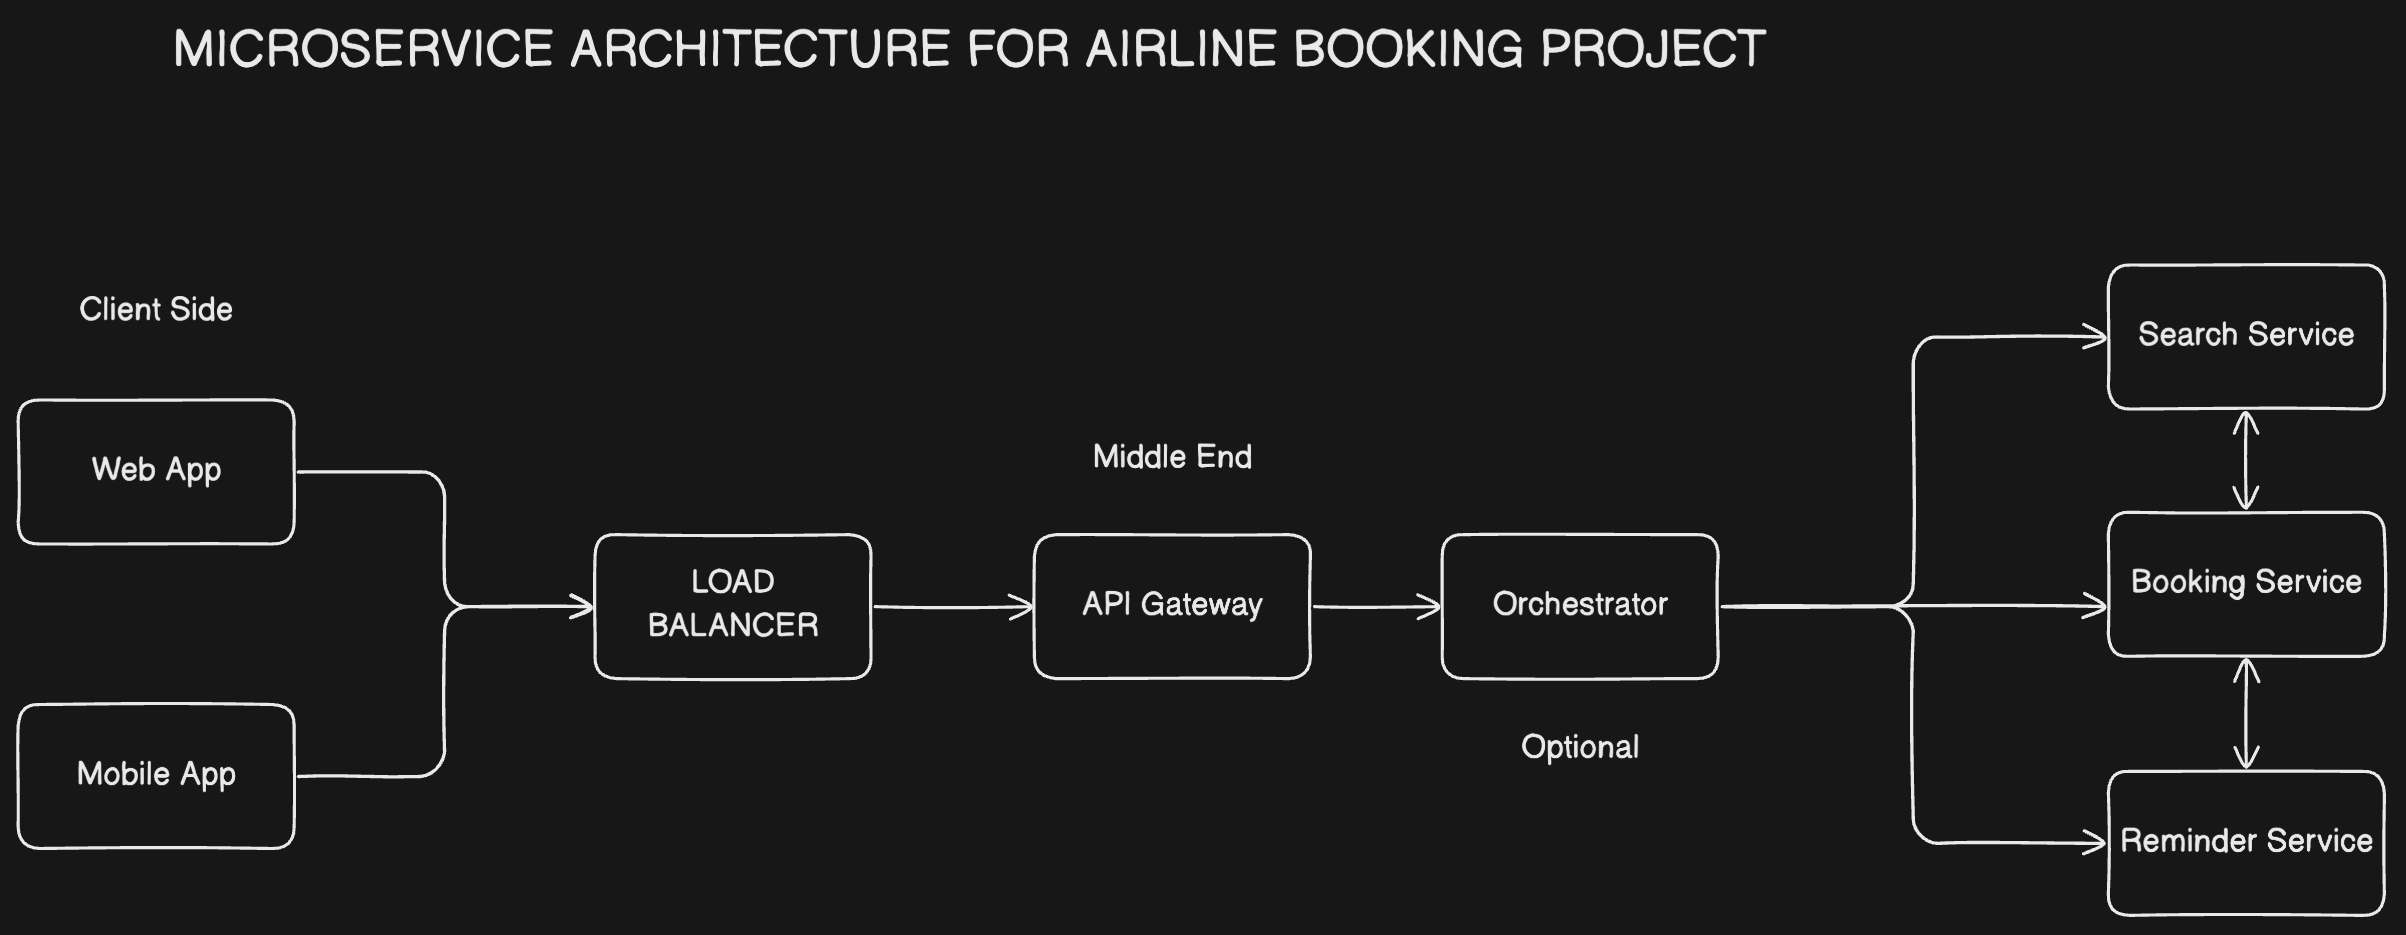 MICROSERVICE ARCHITECTURE FOR AIRLINE BOOKING PROJECT
Client Side
Web App
Mobile App
LOAD
BALANCER
Middle End
API Gateway
Orchestrator
Optional
Search Service
Booking Service
Reminder Service